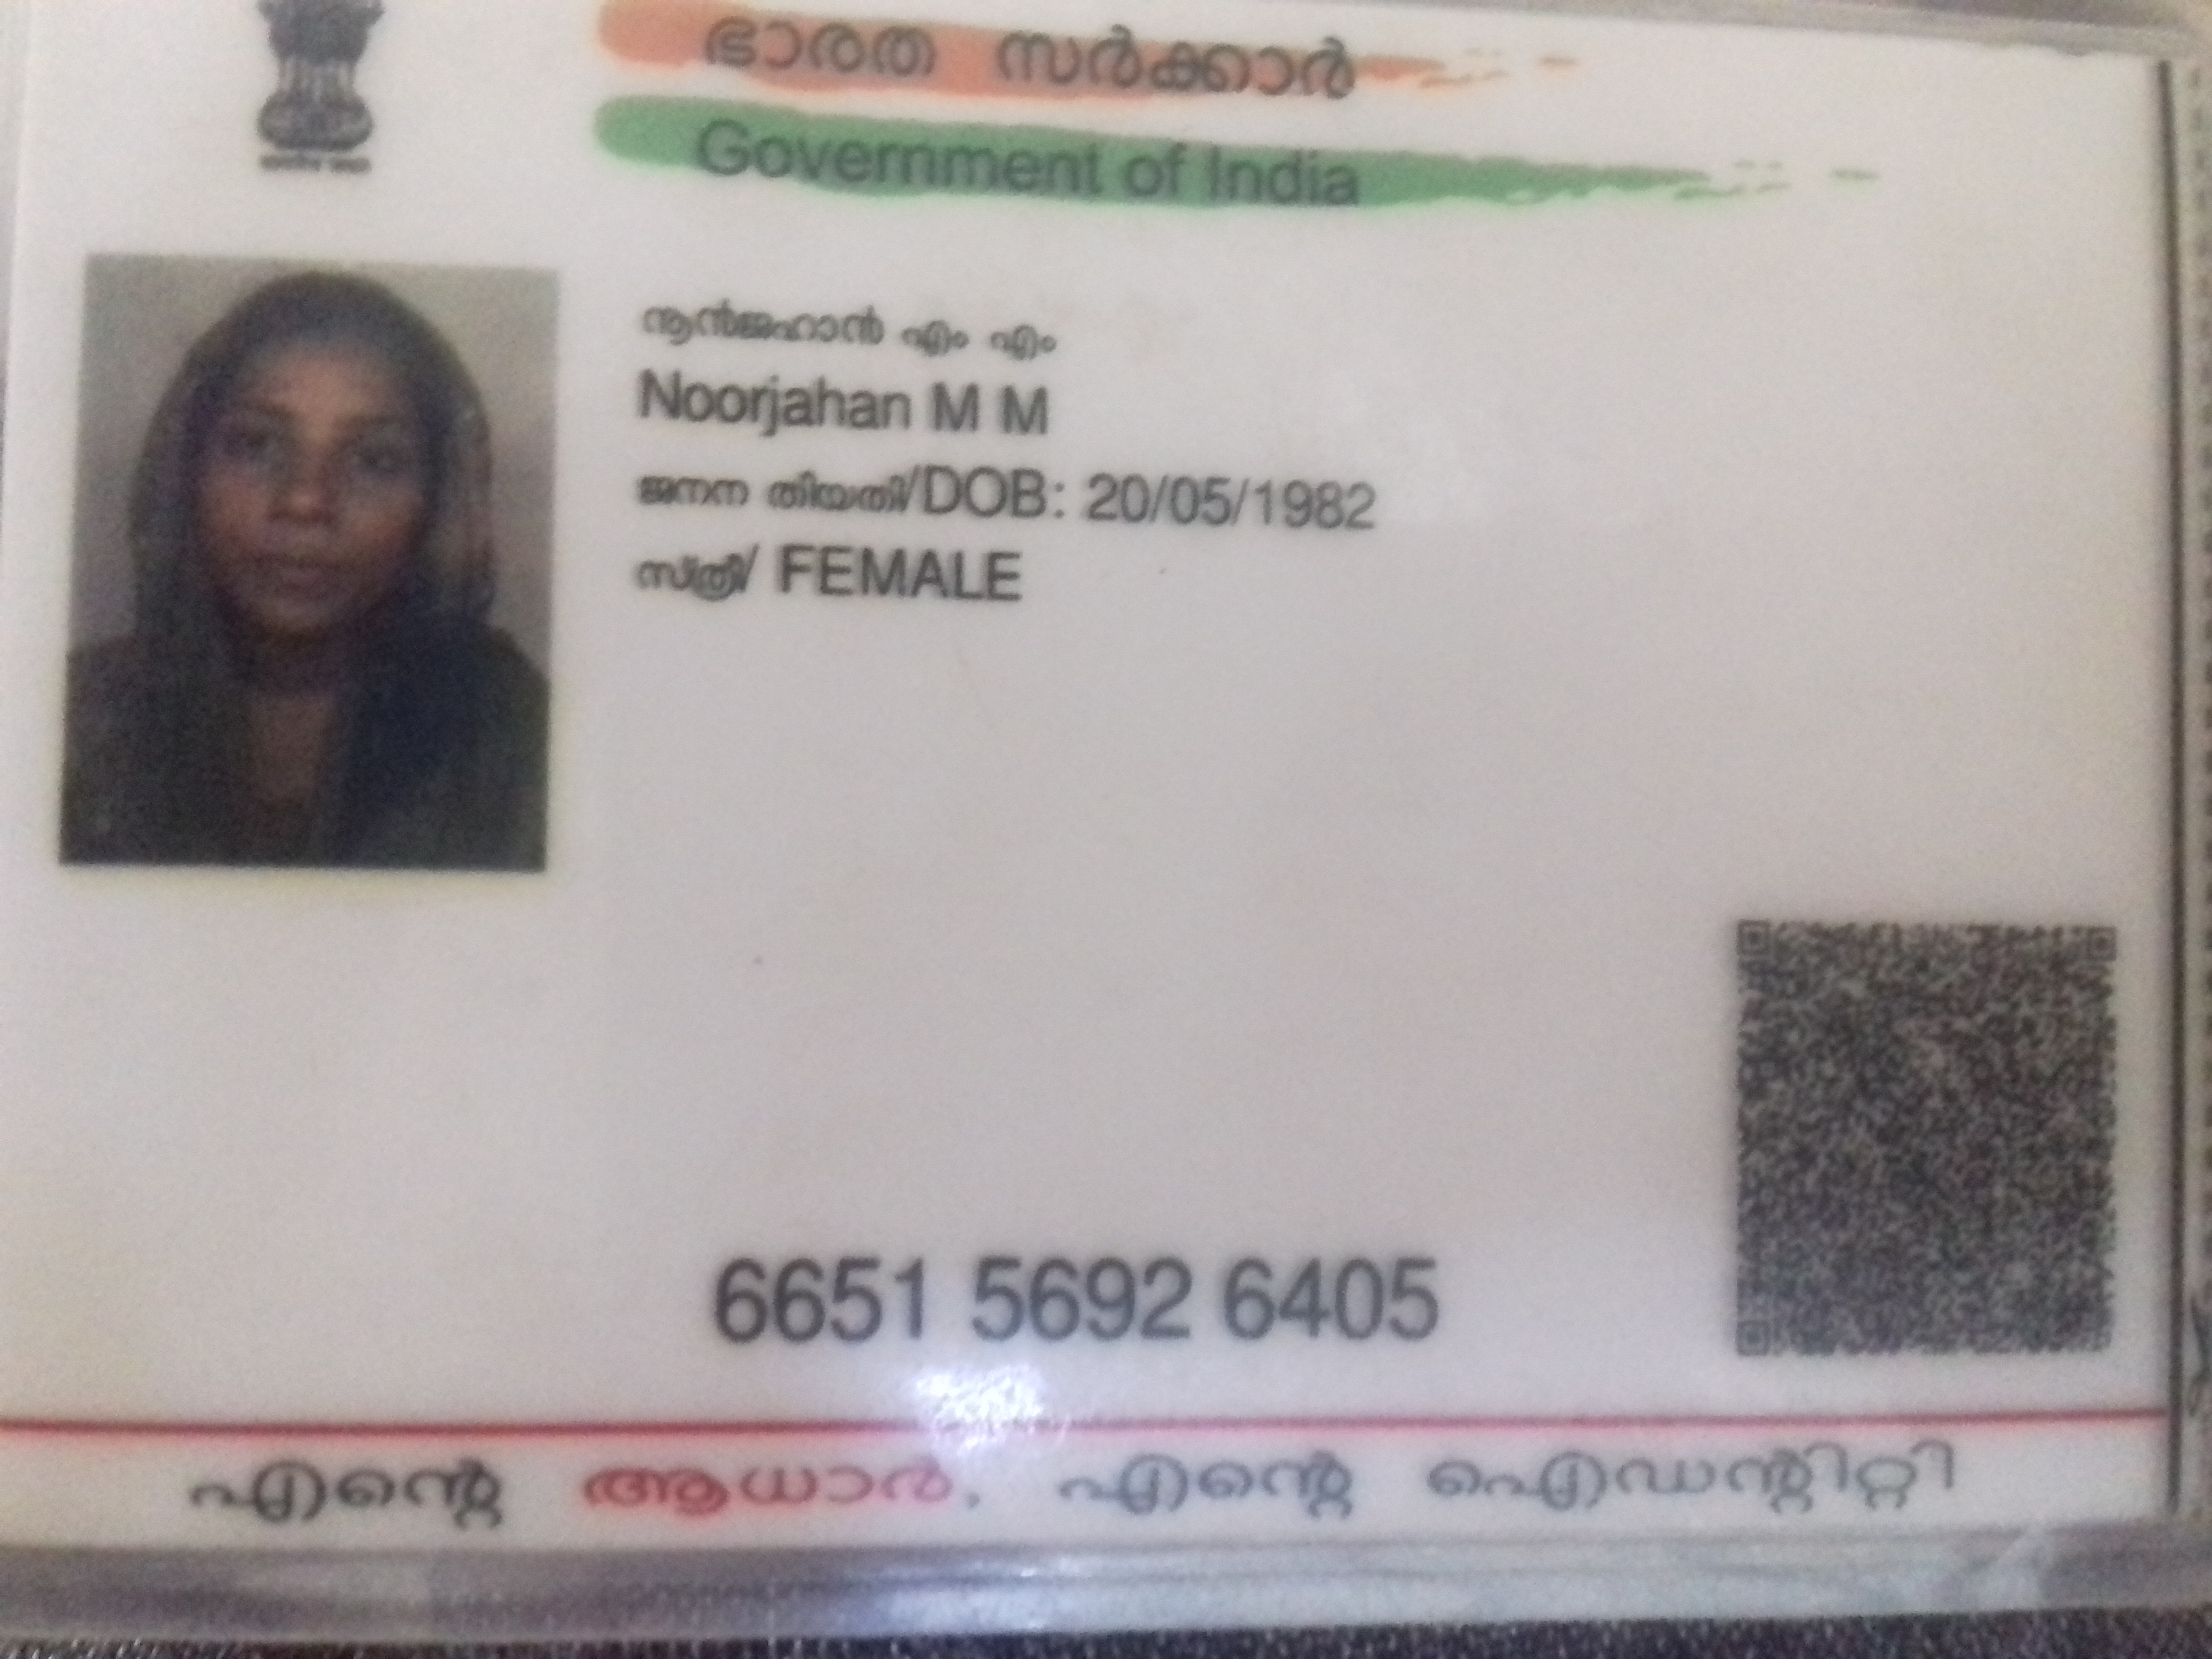 ഭാരത സർക്കാർ
Government of India
നൂൻജഹാൻ എം എം
Noorjahan M M
ജനന തിയതി/DOB: 20/05/1982
സ്ത്രീ/ FEMALE
6651 5692 6405
എന്റെ ആധാർ, എന്റെ ഐഡന്റിറ്റി